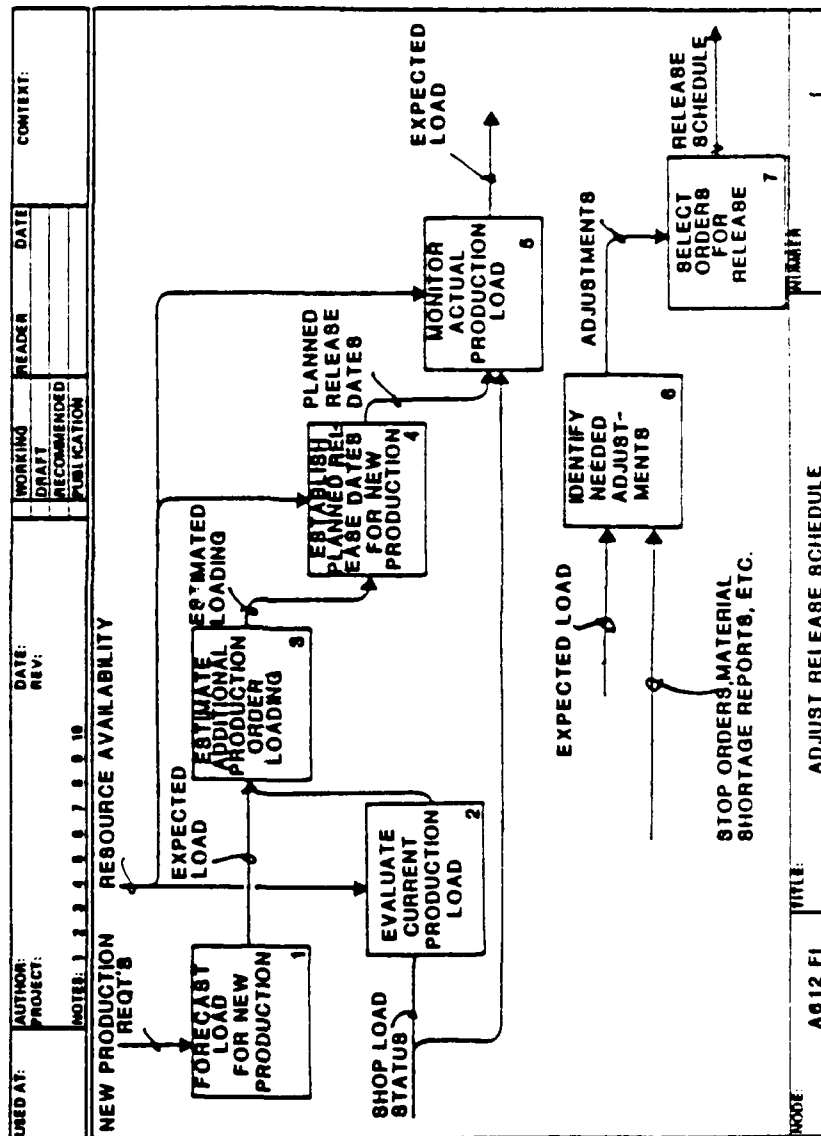 USED AT:
AUTHOR:
PROJECT:
NOTES: 1 2 3 4 5 6 7 8 9 10
DATE:
REV:
WORKING
DRAFT
RECOMMENDED
PUBLICATION
READER
DATE
CONTEXT:
NEW PRODUCTION
REQT'S
RESOURCE AVAILABILITY
FORECAST
LOAD
FOR NEW
PRODUCTION
1
EXPECTED
LOAD
SHOP LOAD
STATUS
EVALUATE
CURRENT
PRODUCTION
LOAD
2
ESTIMATE
ADDITIONAL
PRODUCTION
ORDER
LOADING
3
ESTIMATED
LOADING
ESTABLISH
PLANNED REL-
EASE DATES
FOR NEW
PRODUCTION
4
PLANNED
RELEASE
DATES
MONITOR
ACTUAL
PRODUCTION
LOAD
5
EXPECTED
LOAD
EXPECTED LOAD
STOP ORDERS, MATERIAL
SHORTAGE REPORTS, ETC.
IDENTIFY
NEEDED
ADJUST-
MENTS
6
ADJUSTMENTS
SELECT
ORDERS
FOR
RELEASE
7
RELEASE
SCHEDULE
NODE:
A612 F1
TITLE:
ADJUST RELEASE SCHEDULE